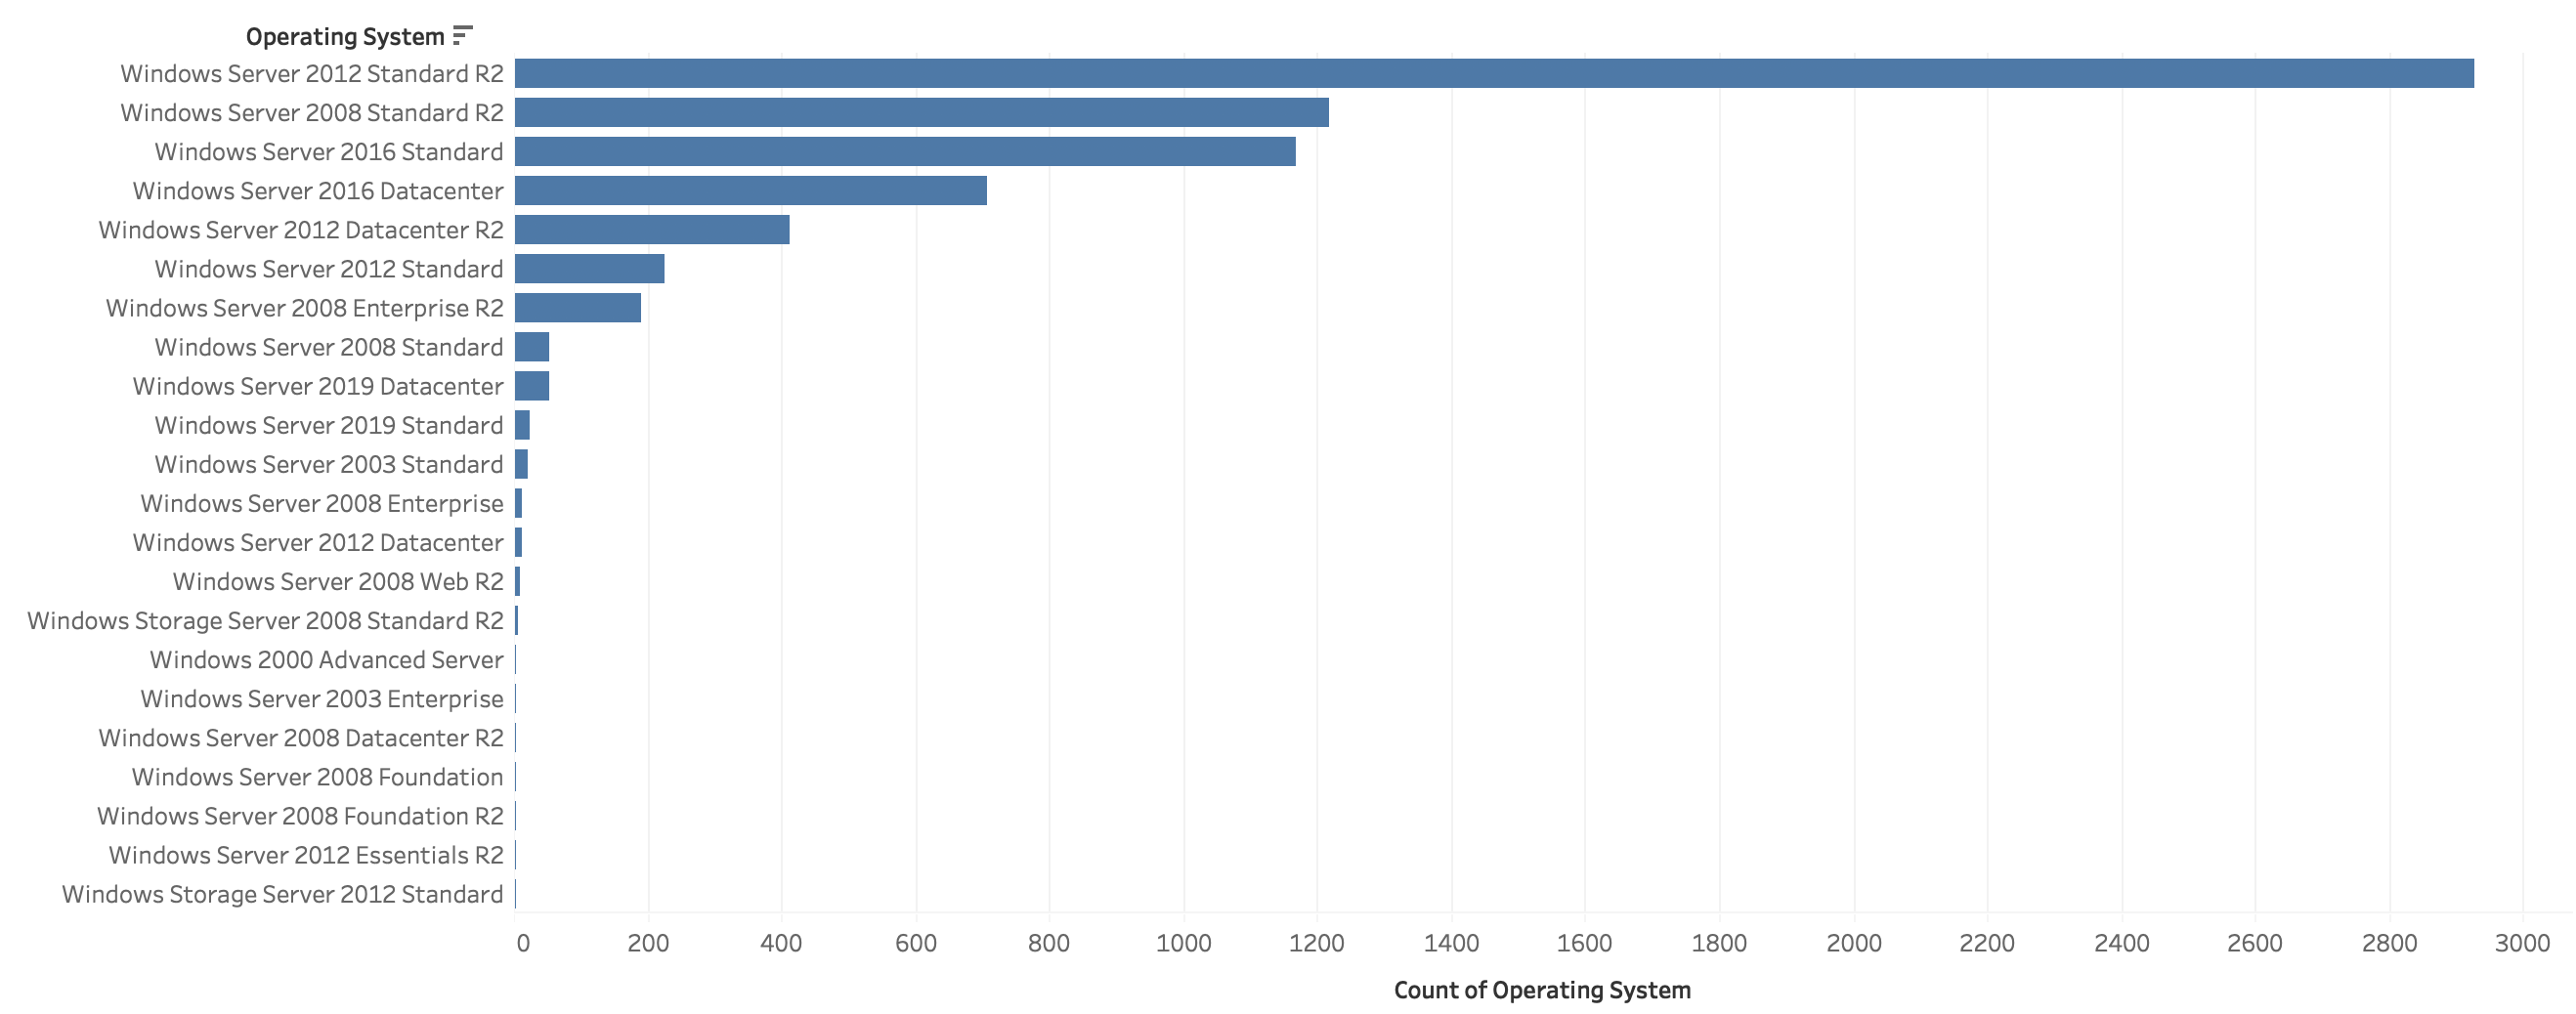 Operating System
Windows Server 2012 Standard R2
Windows Server 2008 Standard R2
Windows Server 2016 Standard
Windows Server 2016 Datacenter
Windows Server 2012 Datacenter R2
Windows Server 2012 Standard
Windows Server 2008 Enterprise R2
Windows Server 2008 Standard
Windows Server 2019 Datacenter
Windows Server 2019 Standard
Windows Server 2003 Standard
Windows Server 2008 Enterprise
Windows Server 2012 Datacenter
Windows Server 2008 Web R2
Windows Storage Server 2008 Standard R2
Windows 2000 Advanced Server
Windows Server 2003 Enterprise
Windows Server 2008 Datacenter R2
Windows Server 2008 Foundation
Windows Server 2008 Foundation R2
Windows Server 2012 Essentials R2
Windows Storage Server 2012 Standard
0 200 400 600 800 1000 1200 1400 1600 1800 2000 2200 2400 2600 2800 3000
Count of Operating System